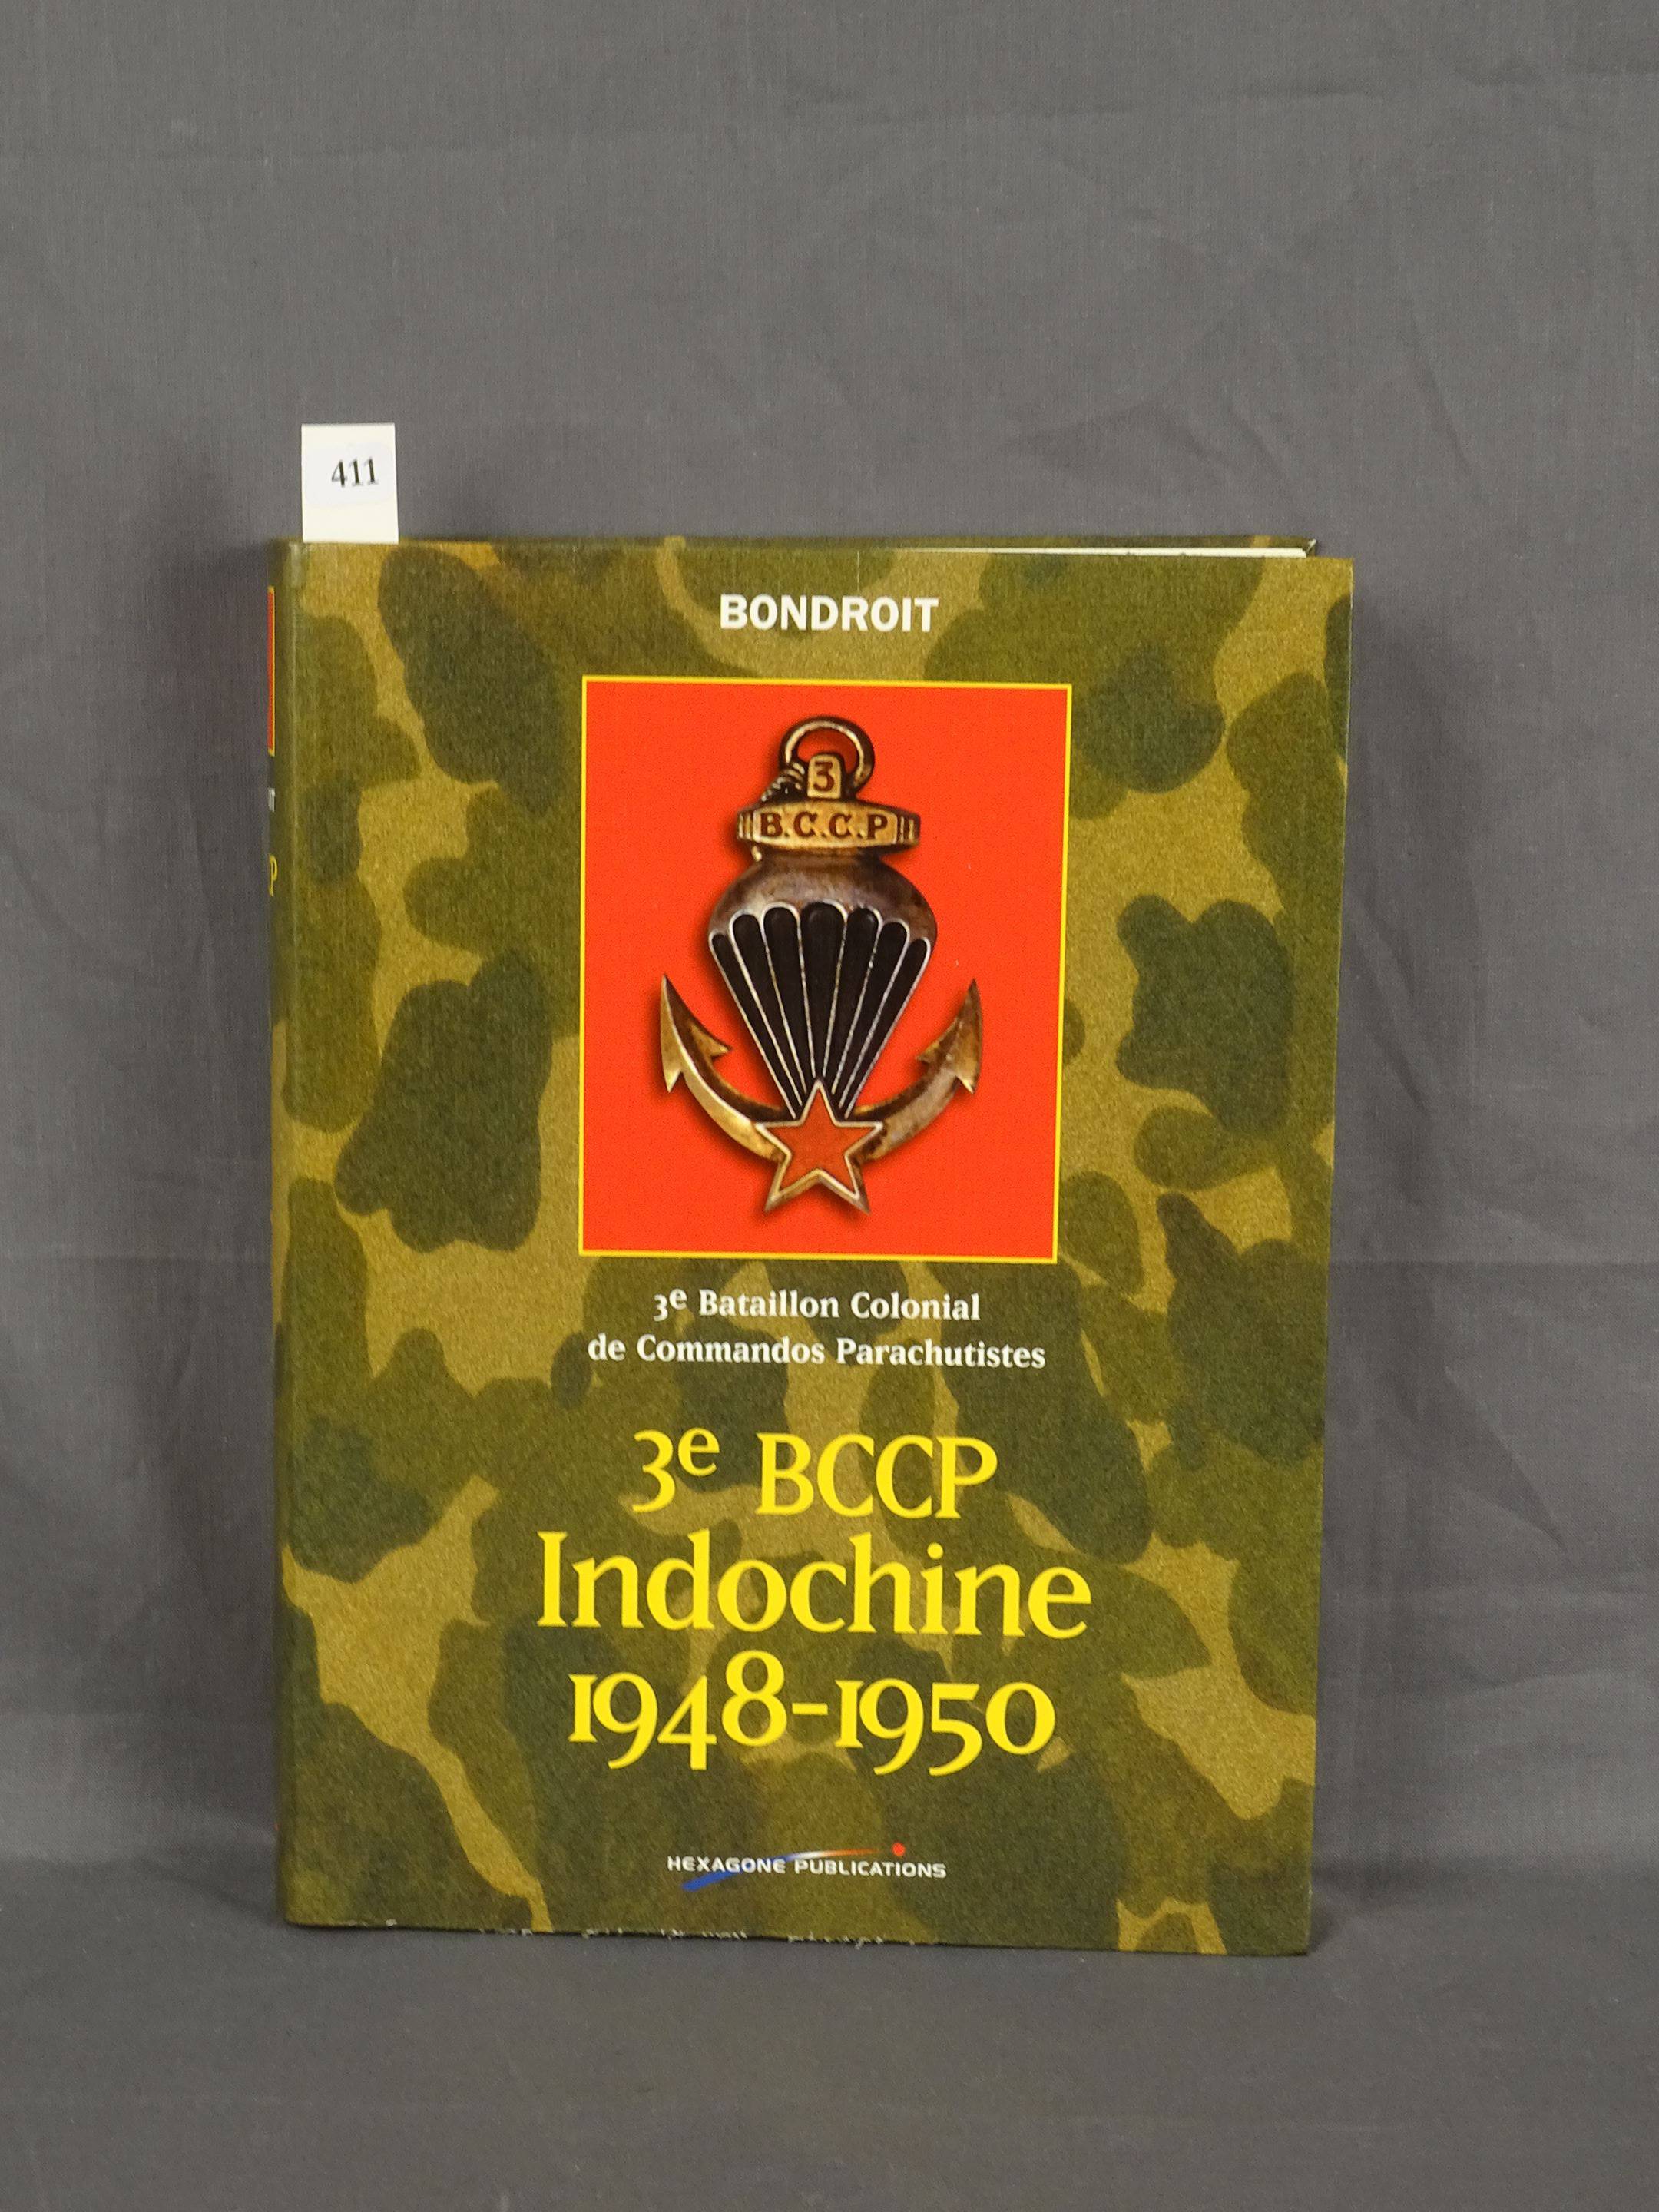 411
BONDROIT
3
B.C.C.P
3e Bataillon Colonial
de Commandos Parachutistes
3e BCCP
Indochine
1948-1950
HEXAGONE PUBLICATIONS